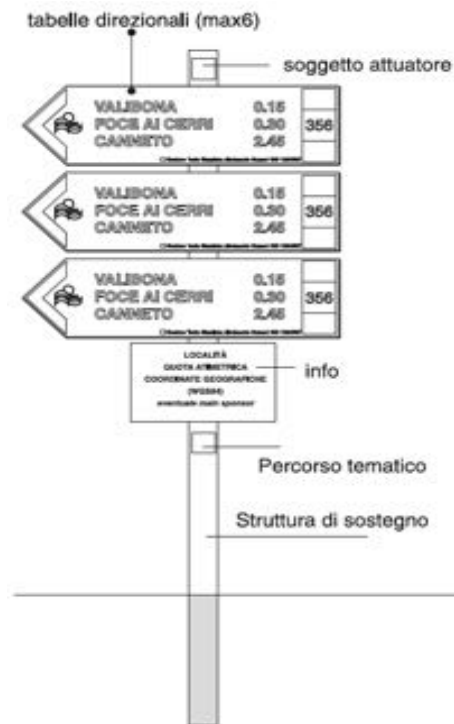 tabelle direzionali (max6)
soggetto attuatore
VALIBONA 0.15
FOCE AI CERRI 0.30 356
CANNETO 2.45
VALIBONA 0.15
FOCE AI CERRI 0.30 356
CANNETO 2.45
VALIBONA 0.15
FOCE AI CERRI 0.30 356
CANNETO 2.45
LOCALITÀ
QUOTA ATIMETRICA
COORDINATE GEOGRAFICHE
(WGS84)
eventuale main sponsor
info
Percorso tematico
Struttura di sostegno